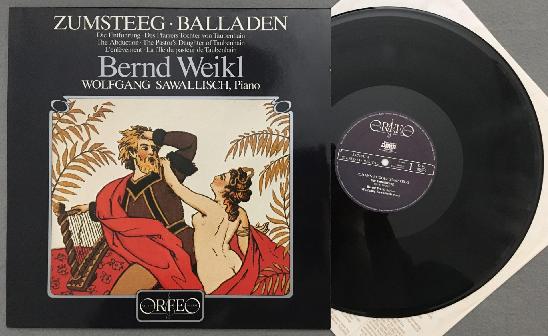 ZUMSTEEG · BALLADEN
Die Entführung · Des Pfarrers Tochter von Taubenhain
The Abduction · The Pastor's Daughter of Taubenhain
L'enlèvement · La fille du pasteur de Taubenhain
Bernd Weikl
WOLFGANG SAWALLISCH, Piano
ORFEO
ORFEO